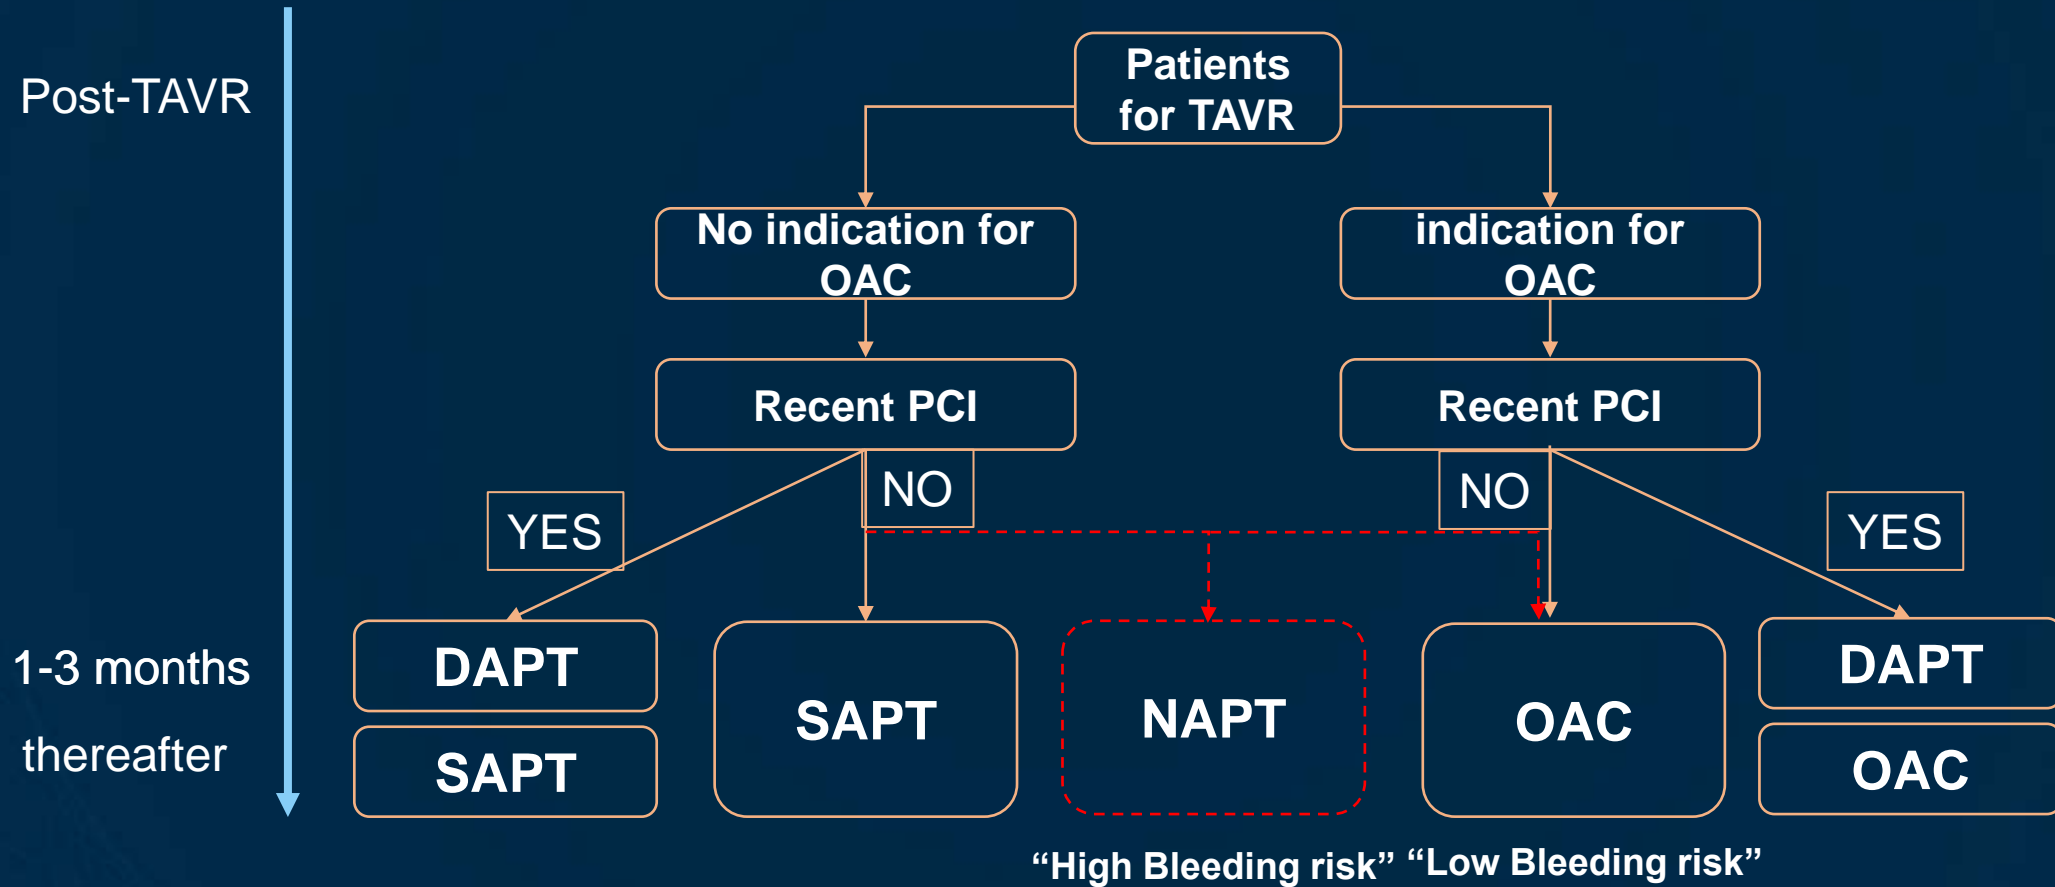 Post-TAVR
Patients
for TAVR
No indication for
OAC
indication for
OAC
Recent PCI
Recent PCI
YES
NO
NO
YES
1-3 months
thereafter
DAPT
SAPT
SAPT
NAPT
OAC
DAPT
OAC
“High Bleeding risk”
“Low Bleeding risk”